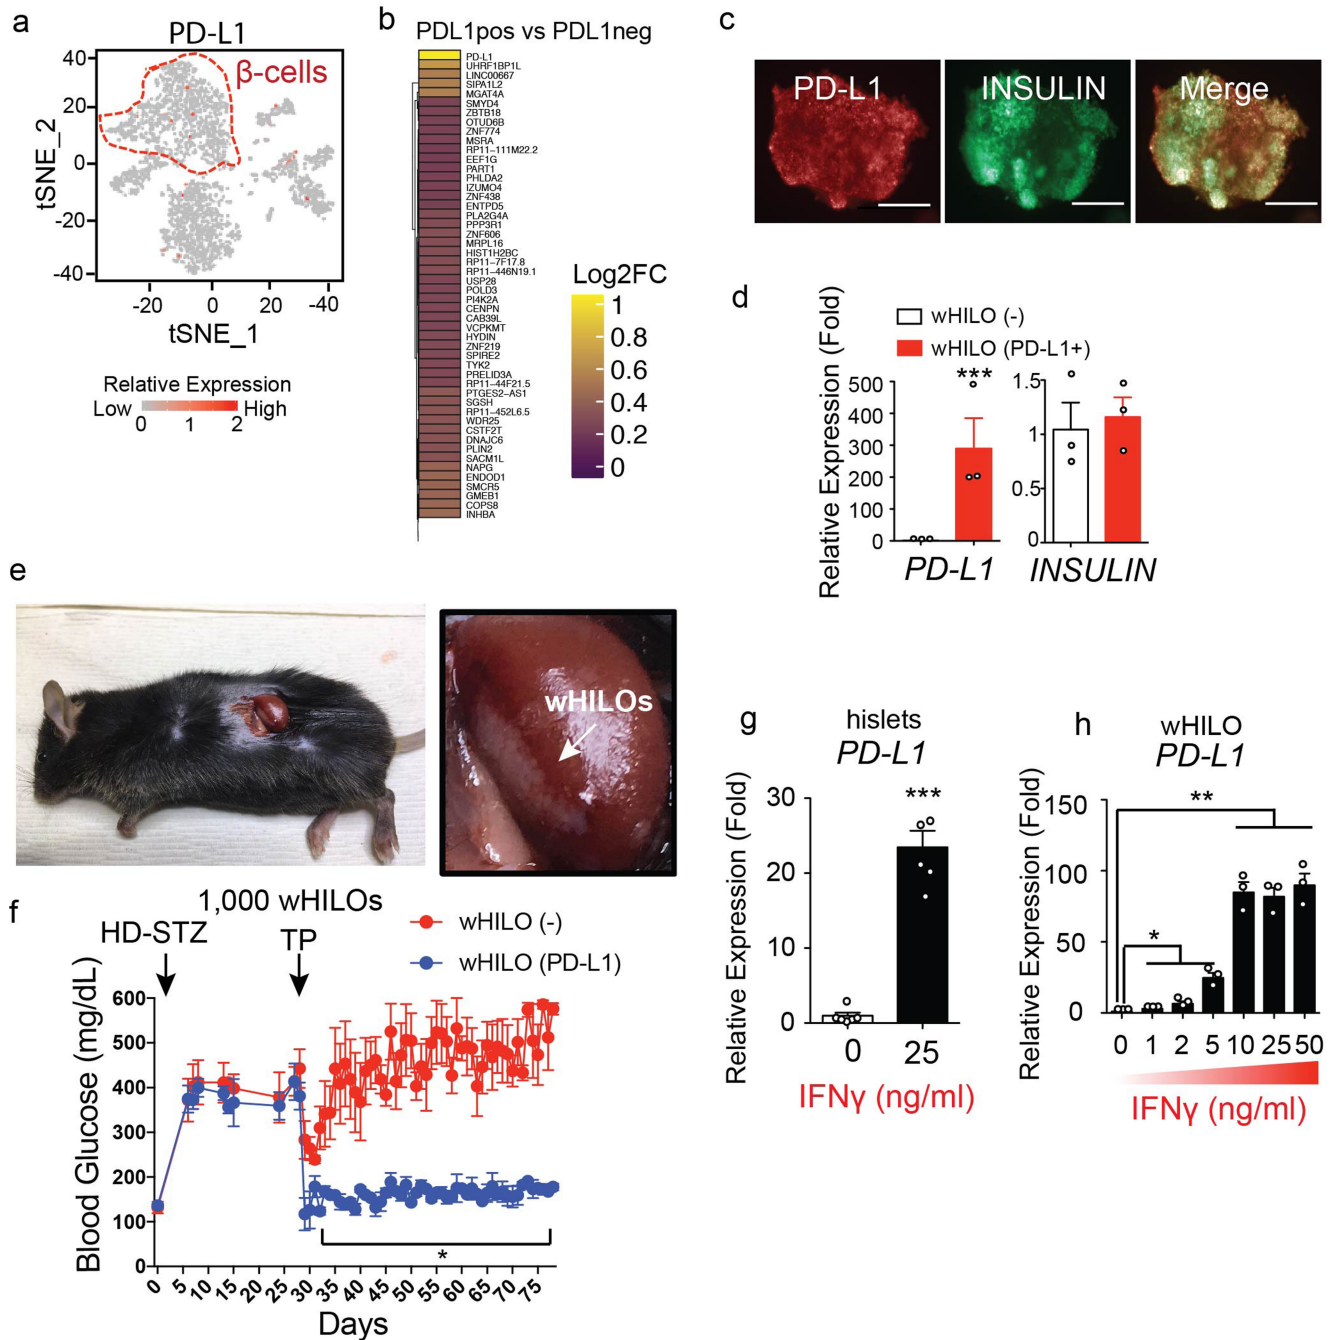 a
PD-L1
β-cells
40
20
0
-20
-40
tSNE_2
-20
0
20
-40
tSNE_1
Relative Expression
Low
High
0
1
2
b
PDL1pos vs PDL1neg
PD-L1
UHRF1BP1L
LINC00667
SIPA1L2
MGAT4A
SMYD4
ZBTB18
OTUD6B
ZNF774
MSRA
RP11-111M22.2
EEF1G
PART1
PHLDA2
IZUMO4
ZNF438
ENTPD5
PLA2G4A
PPP3R1
ZNF606
MRPL16
HIST1H2BC
RP11-7F17.8
RP11-446N19.1
USP28
POLD3
PI4K2A
CENPN
CAB39L
VCPKMT
HYDIN
ZNF219
SPIRE2
TYK2
PRELID3A
RP11-44F21.5
PTGES2-AS1
SGSH
RP11-452L6.5
WDR25
CSTF2T
DNAJC6
PLIN2
SACM1L
NAPG
ENDOD1
SMCR5
GMEB1
COPS8
INHBA
Log2FC
1
0.8
0.6
0.4
0.2
0
c
PD-L1
INSULIN
Merge
d
wHILO (-)
wHILO (PD-L1+)
Relative Expression (Fold)
500
400
300
200
100
0
***
PD-L1
1.5
1
0.5
0
INSULIN
e
wHILOs
f
1,000 wHILOs
HD-STZ
TP
wHILO (-)
wHILO (PD-L1)
Blood Glucose (mg/dL)
600
500
400
300
200
100
0
*
0 5 10 15 20 25 30 35 40 45 50 55 60 65 70 75
Days
g
hislets
PD-L1
Relative Expression (Fold)
30
20
10
0
***
0
25
IFNγ (ng/ml)
h
wHILO
PD-L1
Relative Expression (Fold)
150
100
50
0
**
*
0 1 2 5 10 25 50
IFNγ (ng/ml)